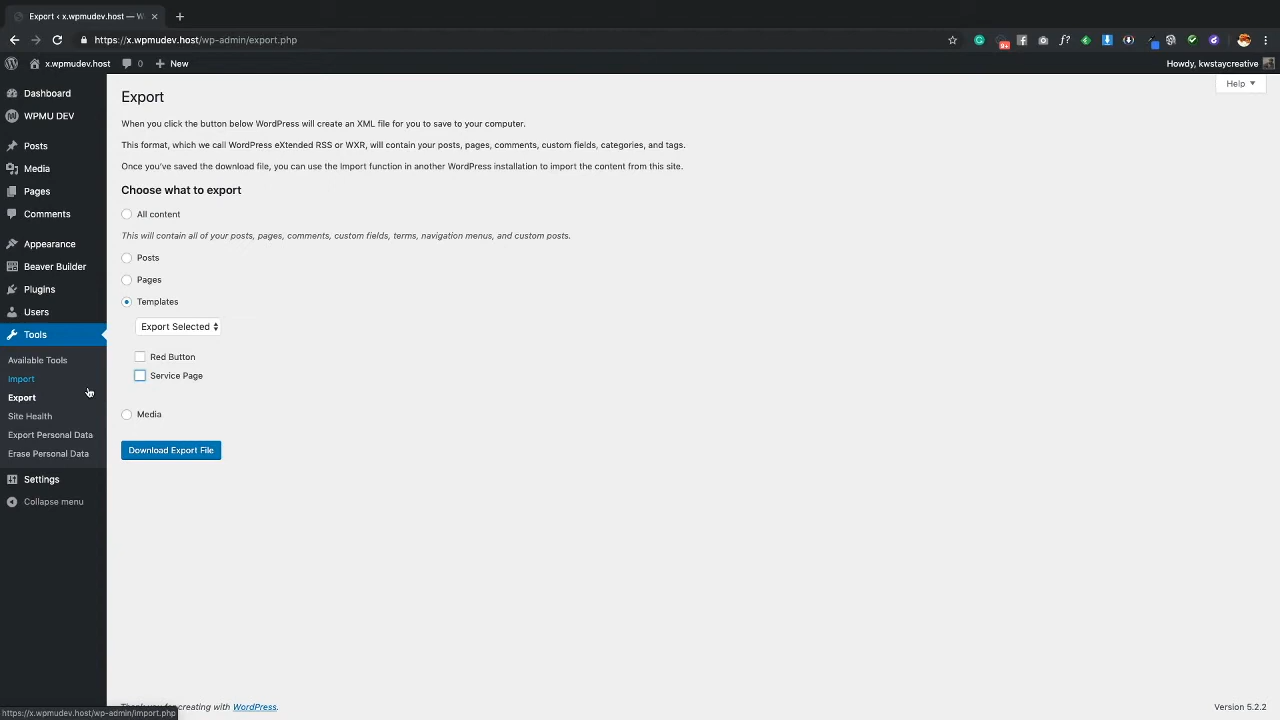 Export ‹ x.wpmudev.host — W
https://x.wpmudev.host/wp-admin/export.php
9+
f?
x.wpmudev.host
0
New
Howdy, kwstaycreative
Dashboard
WPMU DEV
Posts
Media
Pages
Comments
Appearance
Beaver Builder
Plugins
Users
Tools
Available Tools
Import
Export
Site Health
Export Personal Data
Erase Personal Data
Settings
Collapse menu
Help
Export
When you click the button below WordPress will create an XML file for you to save to your computer.
This format, which we call WordPress eXtended RSS or WXR, will contain your posts, pages, comments, custom fields, categories, and tags.
Once you've saved the download file, you can use the Import function in another WordPress installation to import the content from this site.
Choose what to export
All content
This will contain all of your posts, pages, comments, custom fields, terms, navigation menus, and custom posts.
Posts
Pages
Templates
Export Selected
Red Button
Service Page
Media
Download Export File
creating with WordPress.
Version 5.2.2
https://x.wpmudev.host/wp-admin/import.php